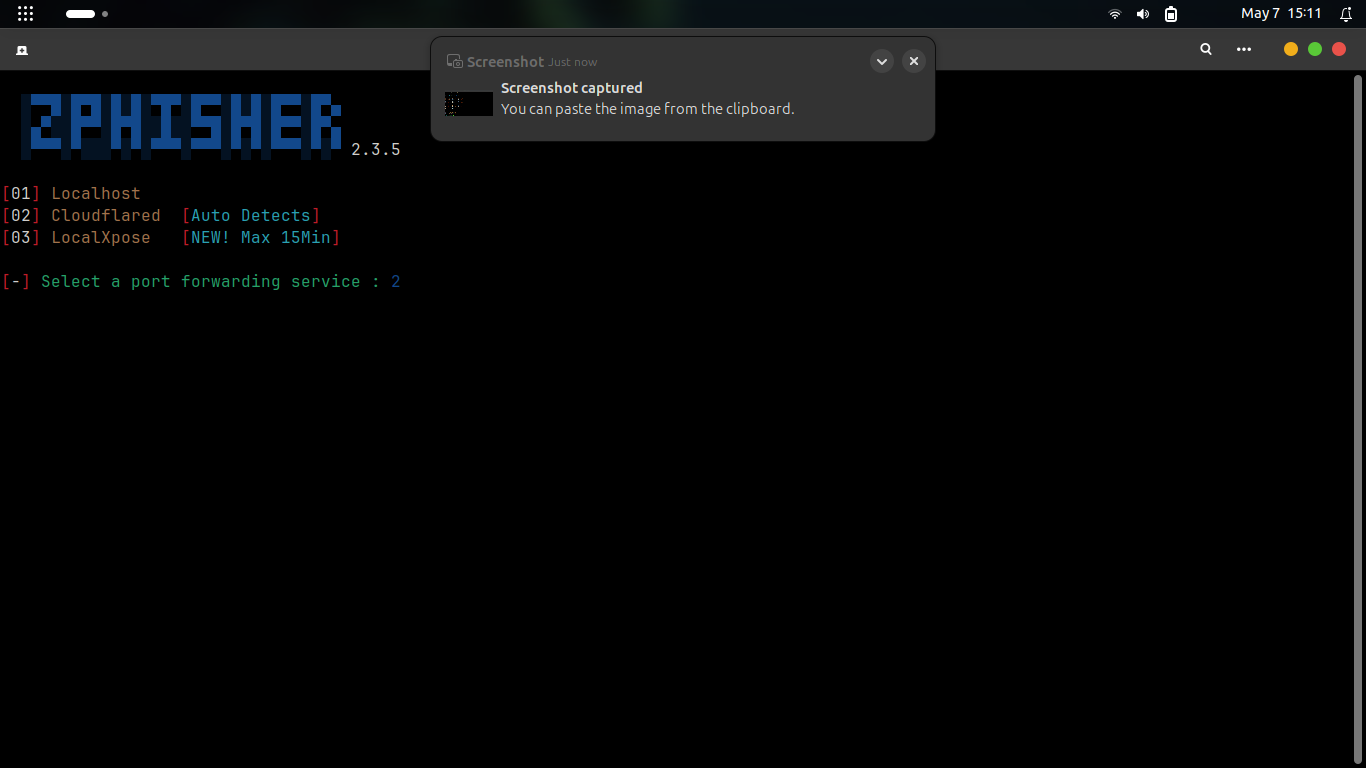 May 7 15:11
Screenshot Just now
Screenshot captured
You can paste the image from the clipboard.
ZPHISHER 2.3.5
[01] Localhost
[02] Cloudflared [Auto Detects]
[03] LocalXpose [NEW! Max 15Min]
[-] Select a port forwarding service : 2